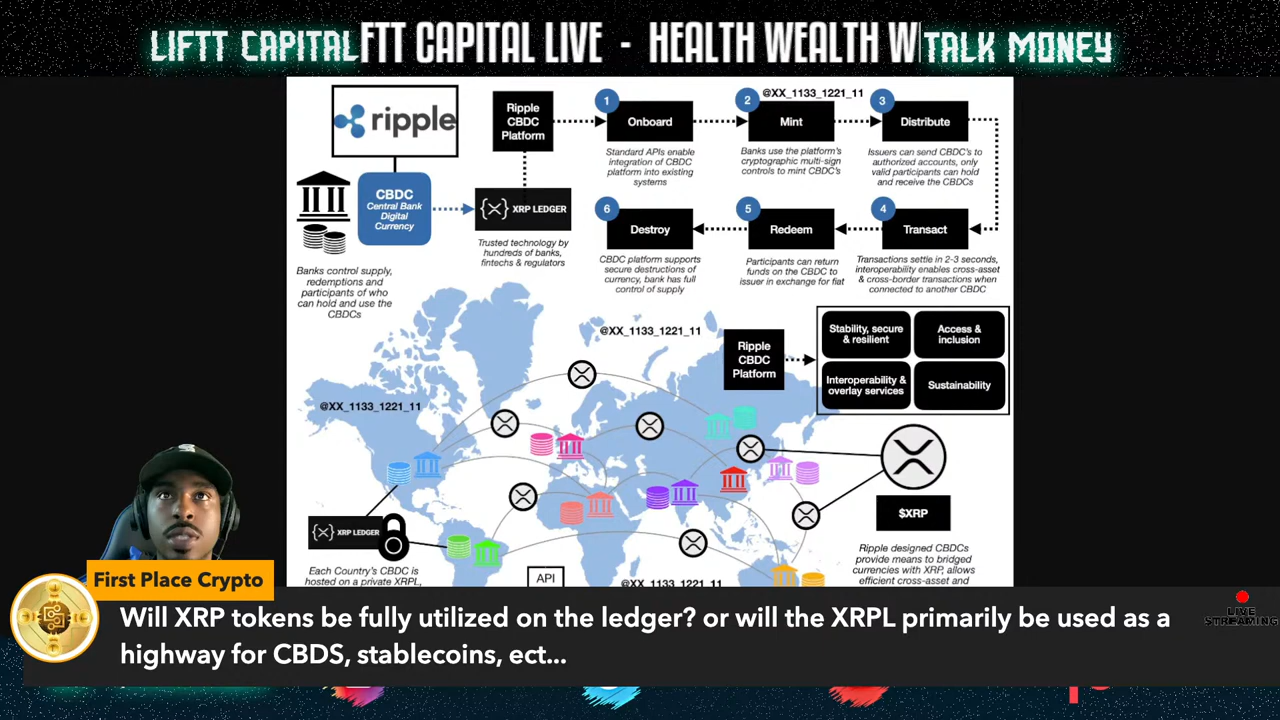 LIFTT CAPITAL
FTT CAPITAL LIVE - HEALTH WEALTH W
TALK MONEY
ripple
CBDC
Central Bank
Digital
Currency
Banks control supply,
redemptions and
participants of who
can hold and use the
CBDCs
Ripple
CBDC
Platform
{X} XRP LEDGER
Trusted technology by
hundreds of banks,
fintechs & regulators
1
Onboard
Standard APIs enable
integration of CBDC
platform into existing
systems
2
@XX_1133_1221_11
Mint
Banks use the platform's
cryptographic multi-sign
controls to mint CBDC's
3
Distribute
Issuers can send CBDC's to
authorized accounts, only
valid participants can hold
and receive the CBDCs
4
Transact
Transactions settle in 2-3 seconds,
interoperability enables cross-asset
& cross-border transactions when
connected to another CBDC
5
Redeem
Participants can return
funds on the CBDC to
issuer in exchange for fiat
6
Destroy
CBDC platform supports
secure destructions of
currency, bank has full
control of supply
@XX_1133_1221_11
Ripple
CBDC
Platform
Stability, secure
& resilient
Access &
inclusion
Interoperability &
overlay services
Sustainability
@XX_1133_1221_11
$XRP
Ripple designed CBDCs
provide means to bridged
currencies with XRP, allows
efficient cross-asset and
{X} XRP LEDGER
Each Country's CBDC is
hosted on a private XRPL,
API
@XX_1133_1221_11
First Place Crypto
Will XRP tokens be fully utilized on the ledger? or will the XRPL primarily be used as a
highway for CBDS, stablecoins, ect...
LIVE
STREAMING